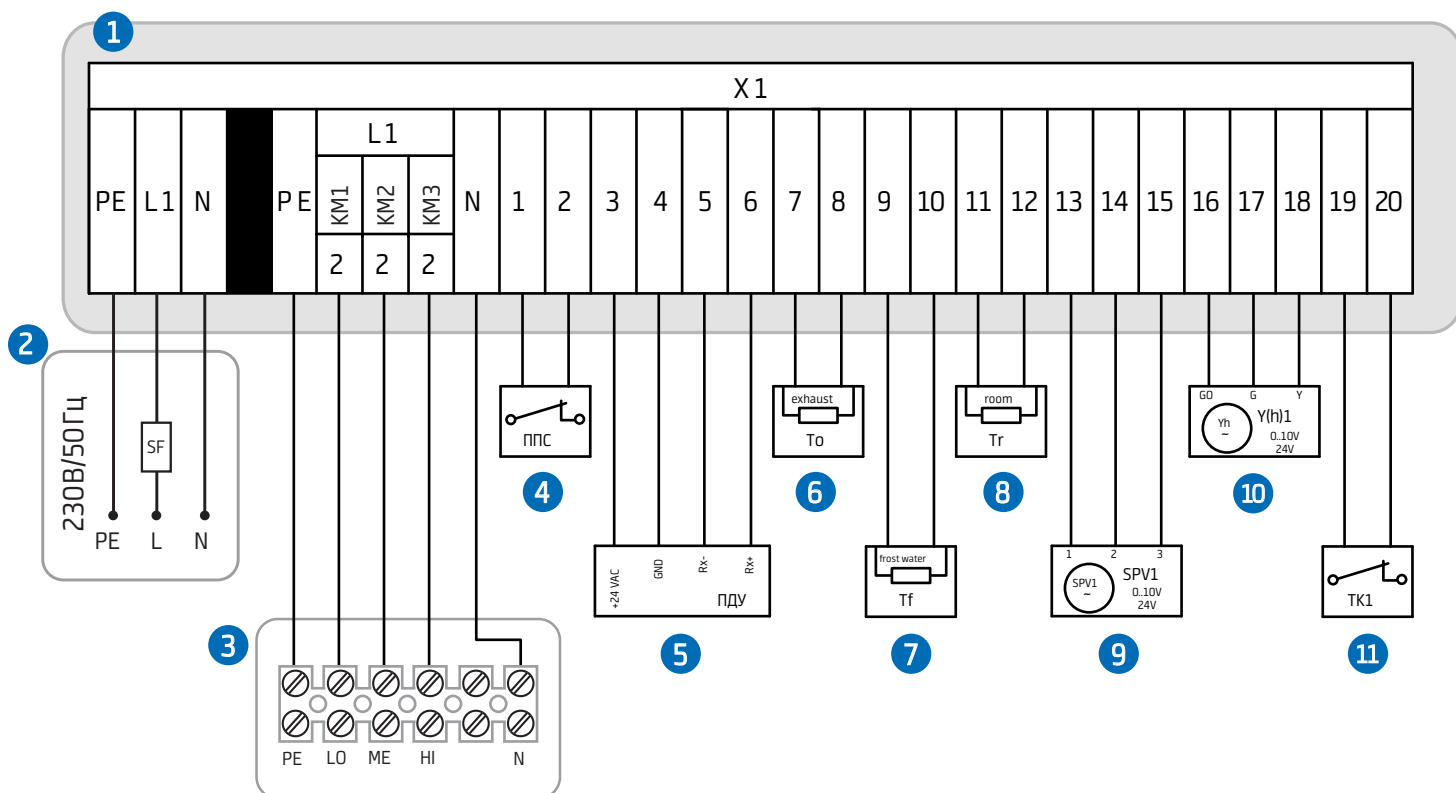 1
X1
L1
PE L1 N PE KM1 KM2 KM3 N 1 2 3 4 5 6 7 8 9 10 11 12 13 14 15 16 17 18 19 20
2 2 2
2
230В/50Гц
SF
PE L N
3
PE LO ME HI N
ППС
4
+24 VAC GND Rx- Rx+
ПДУ
5
exhaust
To
6
frost water
Tf
7
room
Tr
8
1 2 3
SPV1
~
SPV1
0..10V
24V
9
G0 G Y
Yh
~
Y(h)1
0..10V
24V
10
TK1
11